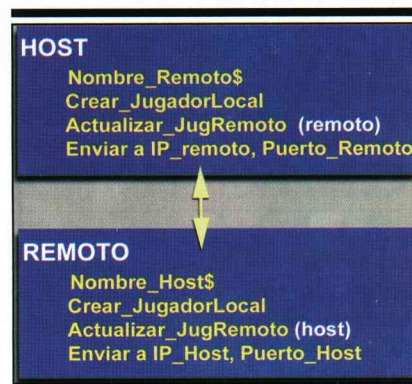 HOST
Nombre_Remoto$
Crear_JugadorLocal
Actualizar_JugRemoto (remoto)
Enviar a IP_remoto, Puerto_Remoto
REMOTO
Nombre_Host$
Crear_JugadorLocal
Actualizar_JugRemoto (host)
Enviar a IP_Host, Puerto_Host